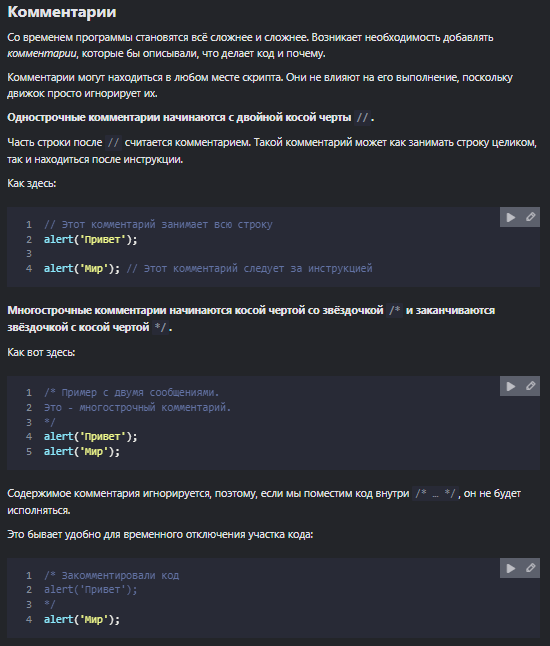 Комментарии
Со временем программы становятся всё сложнее и сложнее. Возникает необходимость добавлять
комментарии, которые бы описывали, что делает код и почему.
Комментарии могут находиться в любом месте скрипта. Они не влияют на его выполнение, поскольку
движок просто игнорирует их.
Однострочные комментарии начинаются с двойной косой черты //.
Часть строки после // считается комментарием. Такой комментарий может как занимать строку целиком,
так и находиться после инструкции.
Как здесь:
1 // Этот комментарий занимает всю строку
2 alert('Привет');
3
4 alert('Мир'); // Этот комментарий следует за инструкцией
Многострочные комментарии начинаются косой чертой со звёздочкой /* и заканчиваются
звёздочкой с косой чертой */.
Как вот здесь:
1 /* Пример с двумя сообщениями.
2 Это - многострочный комментарий.
3 */
4 alert('Привет');
5 alert('Мир');
Содержимое комментария игнорируется, поэтому, если мы поместим код внутри /* … */, он не будет
исполняться.
Это бывает удобно для временного отключения участка кода:
1 /* Закомментировали код
2 alert('Привет');
3 */
4 alert('Мир');